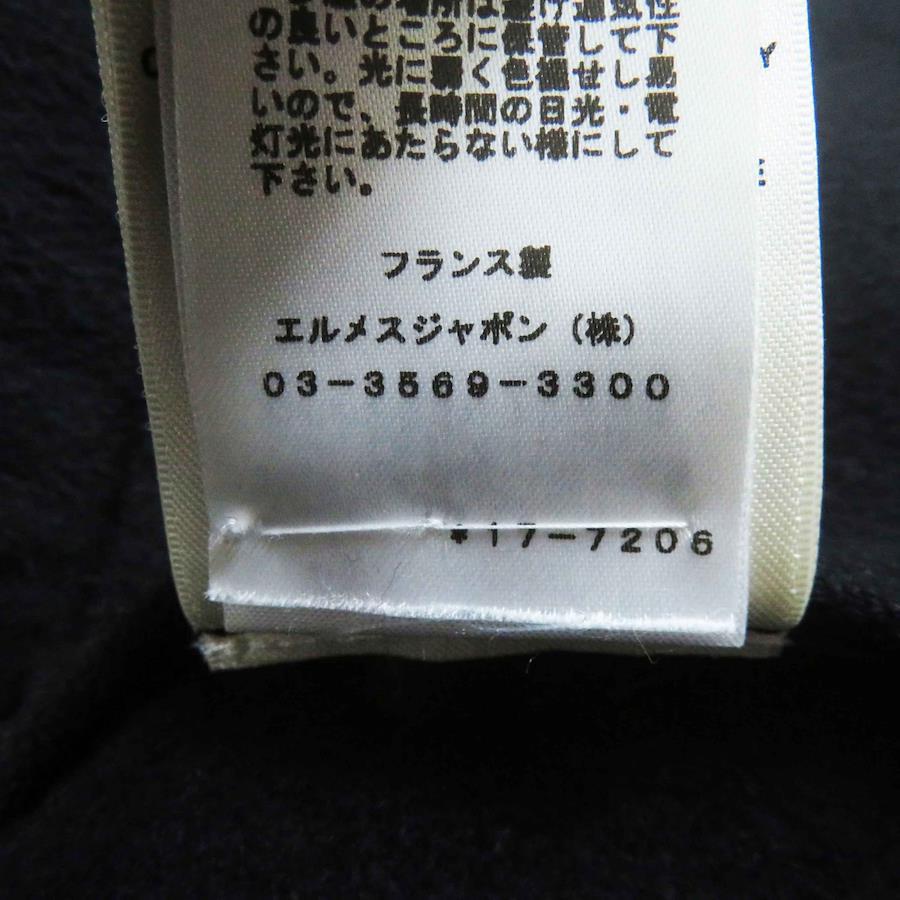 の良いところに保管して下
さい。光に弱く色褪せし易
いので、長時間の日光・電
灯光にあたらない様にして
下さい。
フランス製
エルメスジャポン（株）
03-3569-3300
*17-7206
Y
E